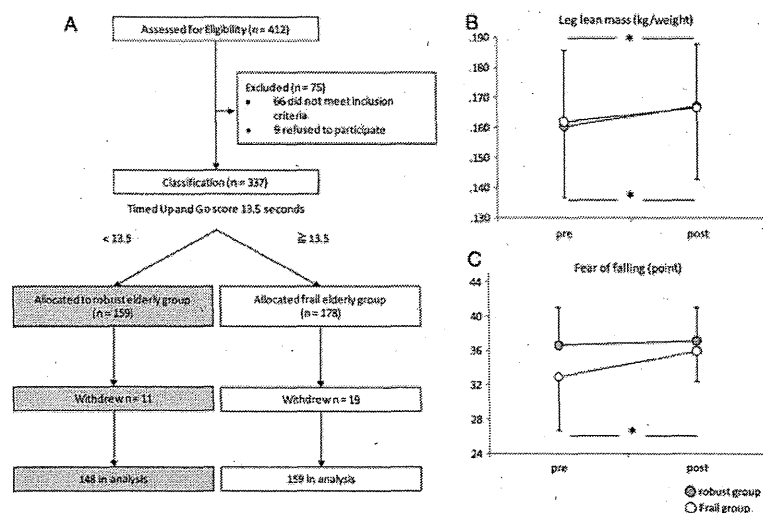 A
Assessed for Eligibility (n = 412)
Excluded (n = 75)
• 66 did not meet inclusion
criteria
• 9 refused to participate
Classification (n = 337)
Timed Up and Go score 13.5 seconds
< 13.5
≧ 13.5
Allocated to robust elderly group
(n = 159)
Allocated frail elderly group
(n = 178)
Withdrew n = 11
Withdrew n = 19
148 in analysis
159 in analysis
B
Leg lean mass (kg/weight)
.190
.180
.170
.160
.150
.140
.130
*
*
pre
post
C
Fear of falling (point)
44
40
36
32
28
24
*
pre
post
robust group
Frail group